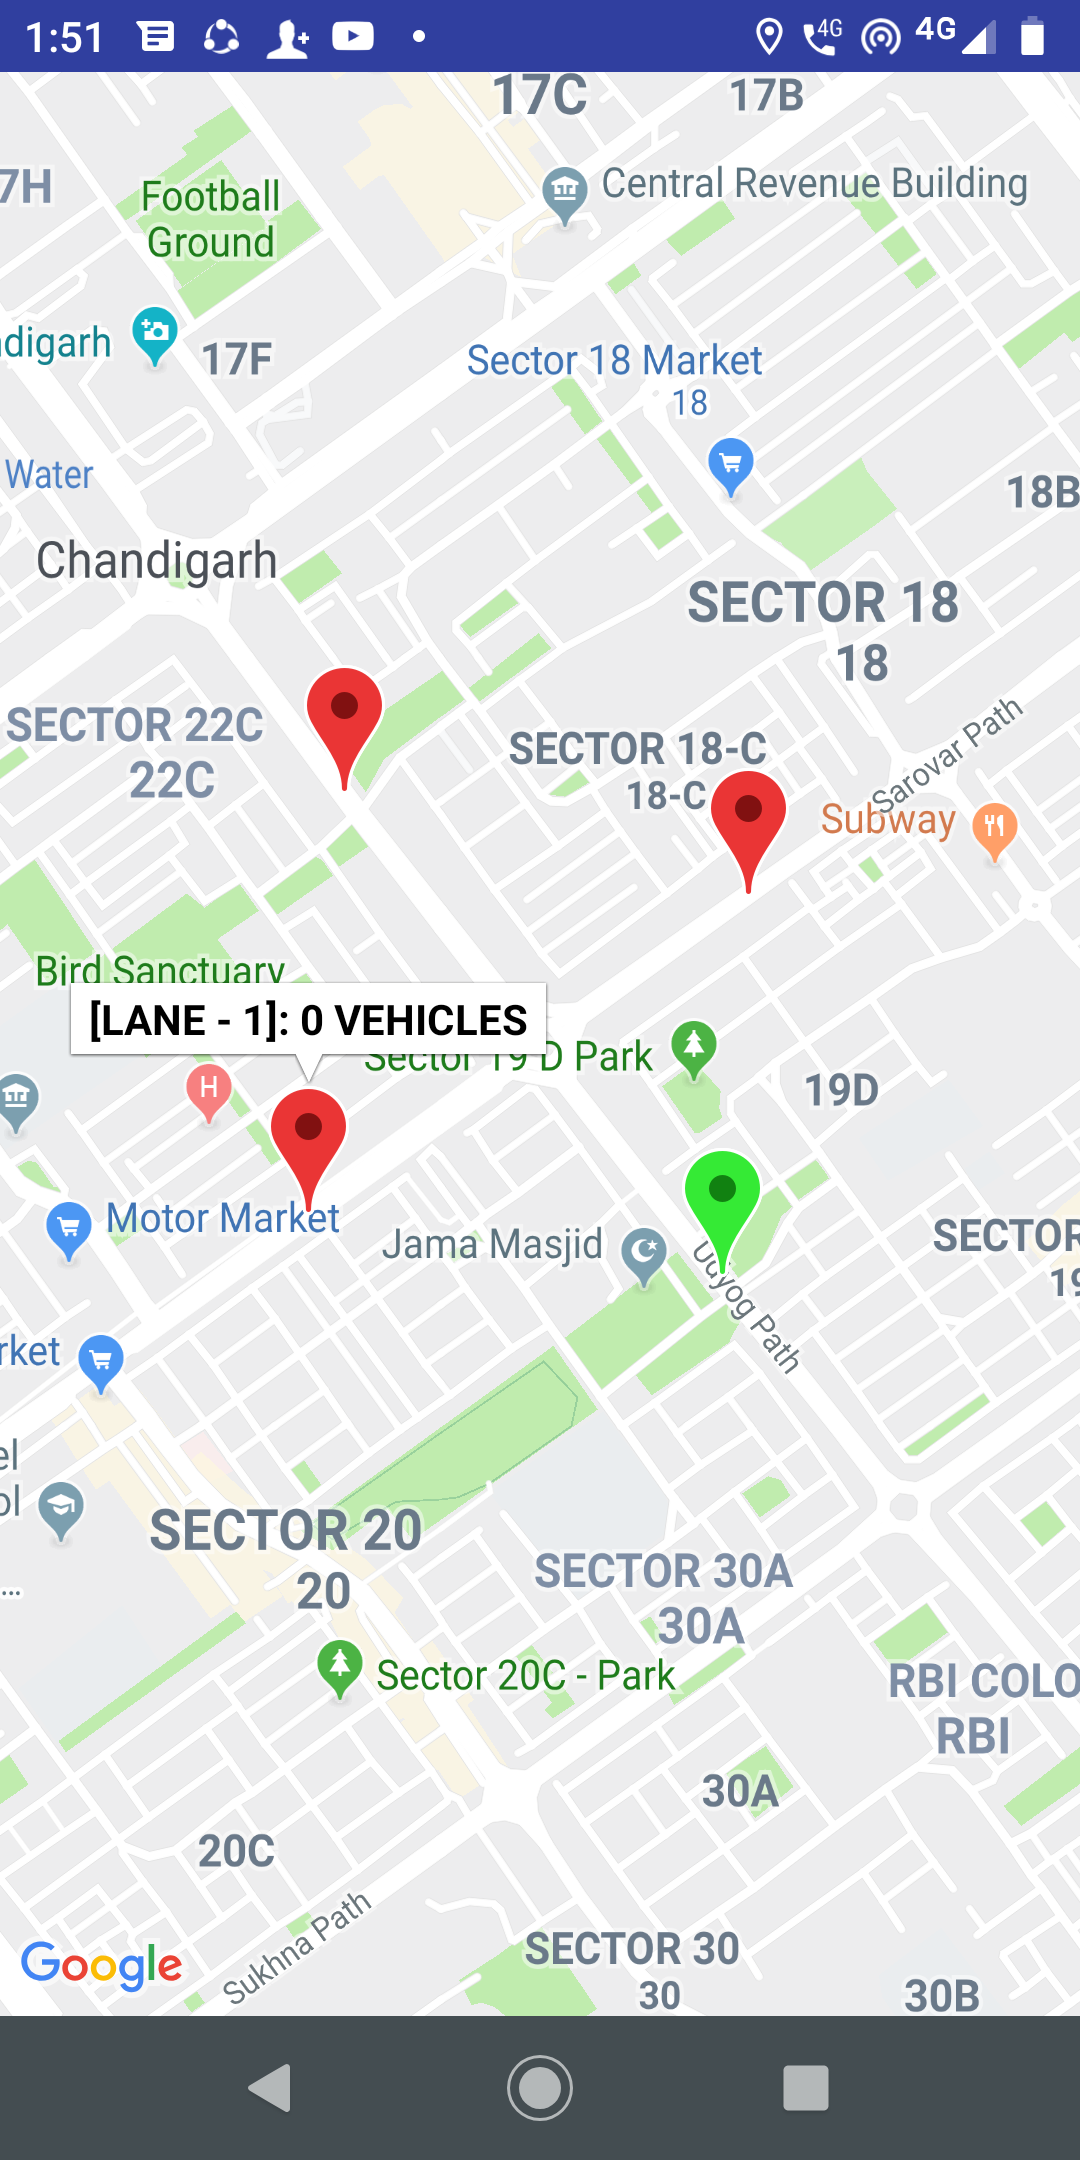 1:51
4G
4G
17C
17B
7H
Football
Ground
Central Revenue Building
digarh
17F
Sector 18 Market
18
Water
18B
Chandigarh
SECTOR 18
18
SECTOR 22C
22C
SECTOR 18-C
18-C
Sarovar Path
Subway
Bird Sanctuary
[LANE - 1]: 0 VEHICLES
Sector 19 D Park
H
19D
Motor Market
Jama Masjid
Udyog Path
SECTOR
19
rket
el
ol
...
SECTOR 20
20
SECTOR 30A
30A
Sector 20C - Park
RBI COLO
RBI
30A
20C
Sukhna Path
Google
SECTOR 30
30
30B